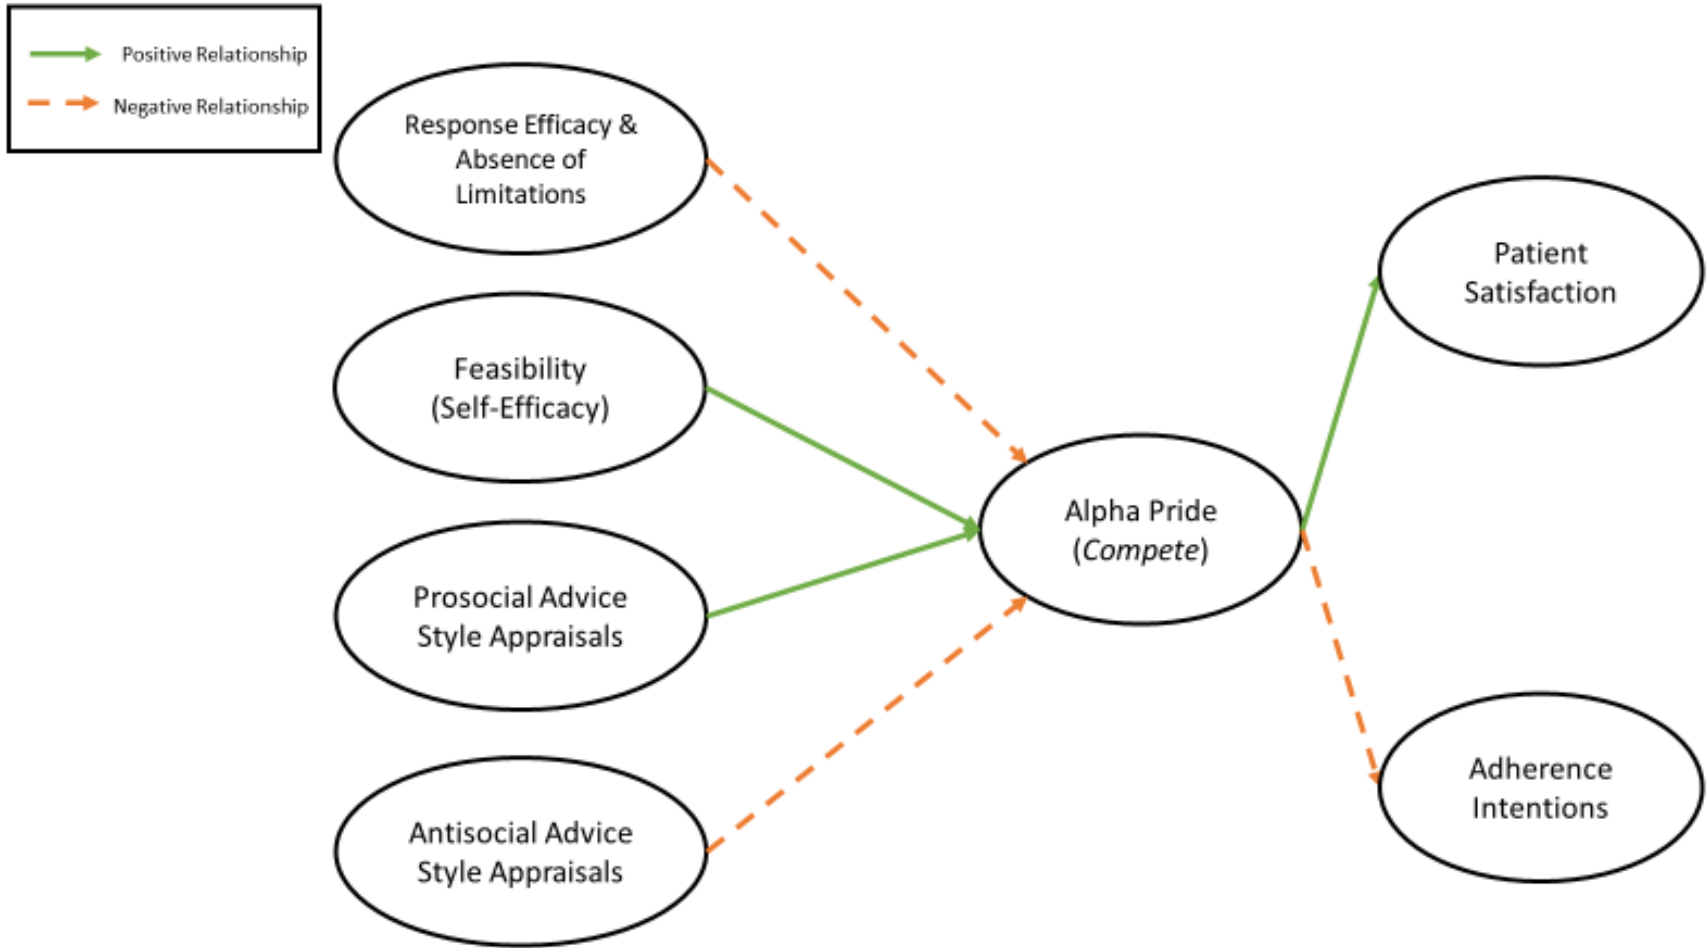 Positive Relationship
Negative Relationship
Response Efficacy &
Absence of
Limitations
Feasibility
(Self-Efficacy)
Prosocial Advice
Style Appraisals
Antisocial Advice
Style Appraisals
Alpha Pride
(Compete)
Patient
Satisfaction
Adherence
Intentions